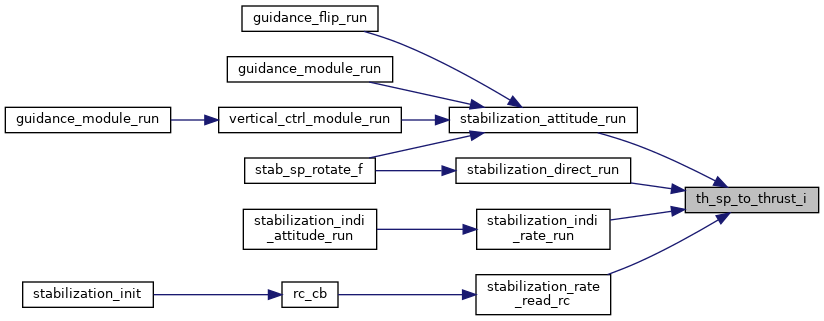 guidance_flip_run
guidance_module_run
guidance_module_run
vertical_ctrl_module_run
stabilization_attitude_run
stab_sp_rotate_f
stabilization_direct_run
th_sp_to_thrust_i
stabilization_indi
_attitude_run
stabilization_indi
_rate_run
stabilization_init
rc_cb
stabilization_rate
_read_rc